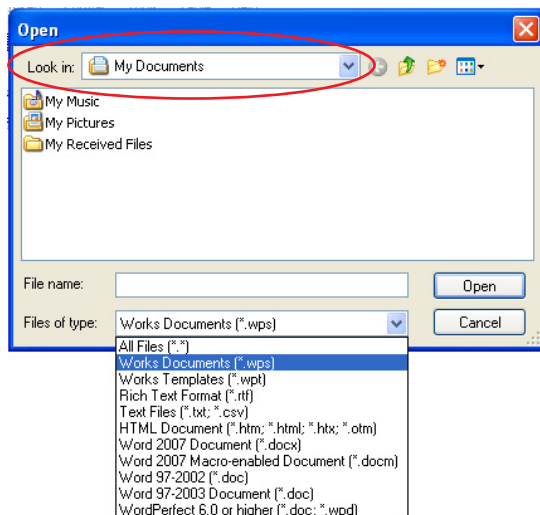 Open
Look in: My Documents
My Music
My Pictures
My Received Files
File name:
Open
Files of type: Works Documents (*.wps)
Cancel
All Files (*.*)
Works Documents (*.wps)
Works Templates (*.wpt)
Rich Text Format (*.rtf)
Text Files (*.txt; *.csv)
HTML Document (*.htm; *.html; *.htx; *.otm)
Word 2007 Document (*.docx)
Word 2007 Macro-enabled Document (*.docm)
Word 97-2002 (*.doc)
Word 97-2003 Document (*.doc)
WordPerfect 6.0 or higher (*.doc; *.wpd)